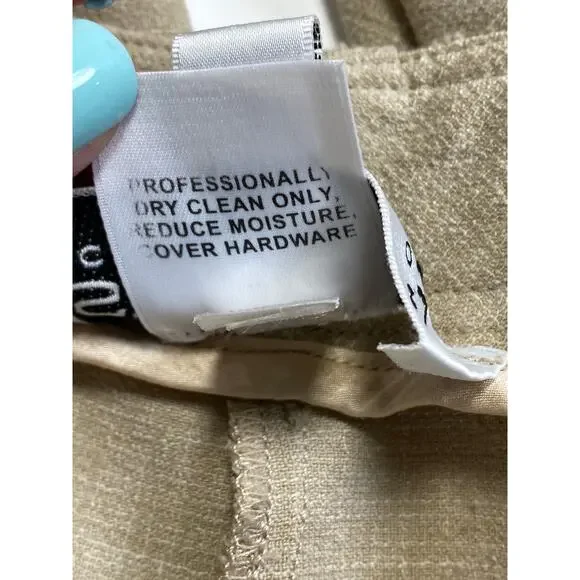 PROFESSIONALLY
DRY CLEAN ONLY,
REDUCE MOISTURE,
COVER HARDWARE